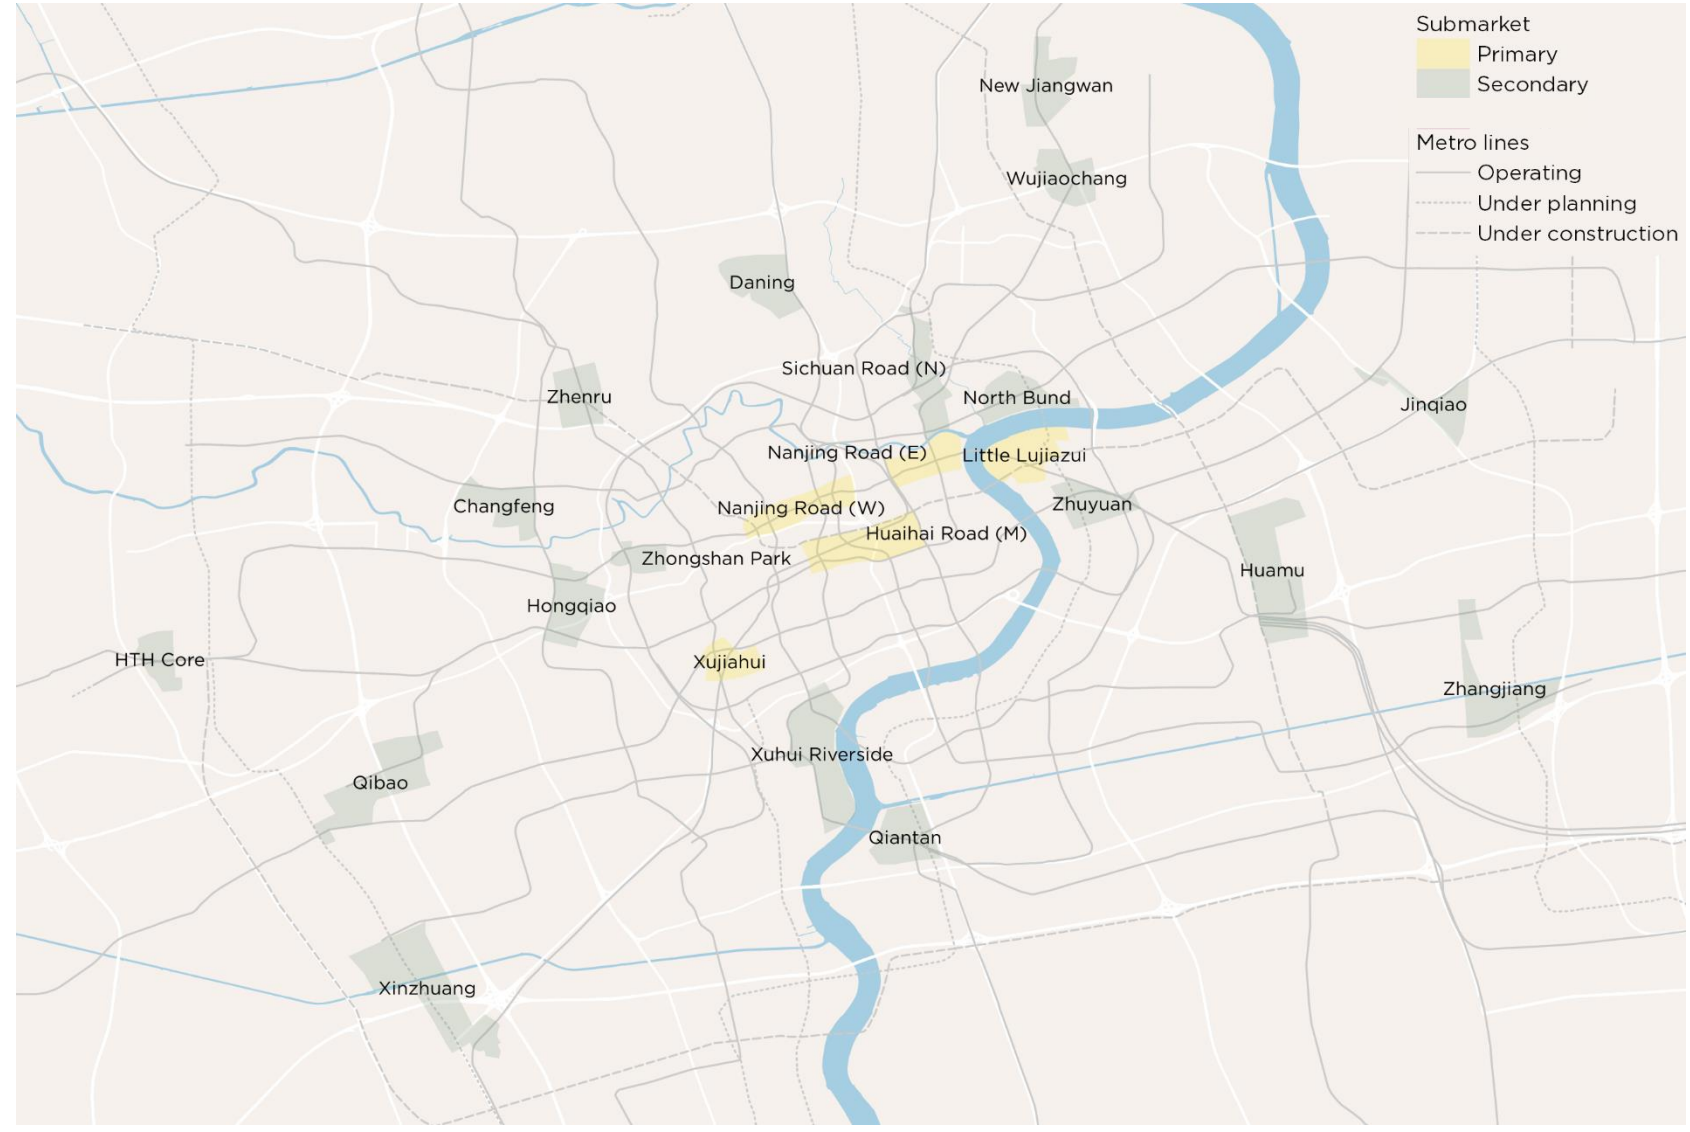 Submarket
Primary
Secondary
Metro lines
Operating
Under planning
Under construction
New Jiangwan
Wujiaochang
Daning
Sichuan Road (N)
Zhenru
North Bund
Jinqiao
Nanjing Road (E)
Little Lujiazui
Changfeng
Nanjing Road (W)
Zhuyuan
Huaihai Road (M)
Zhongshan Park
Huamu
Hongqiao
HTH Core
Xujiahui
Zhangjiang
Xuhui Riverside
Qibao
Qiantan
Xinzhuang